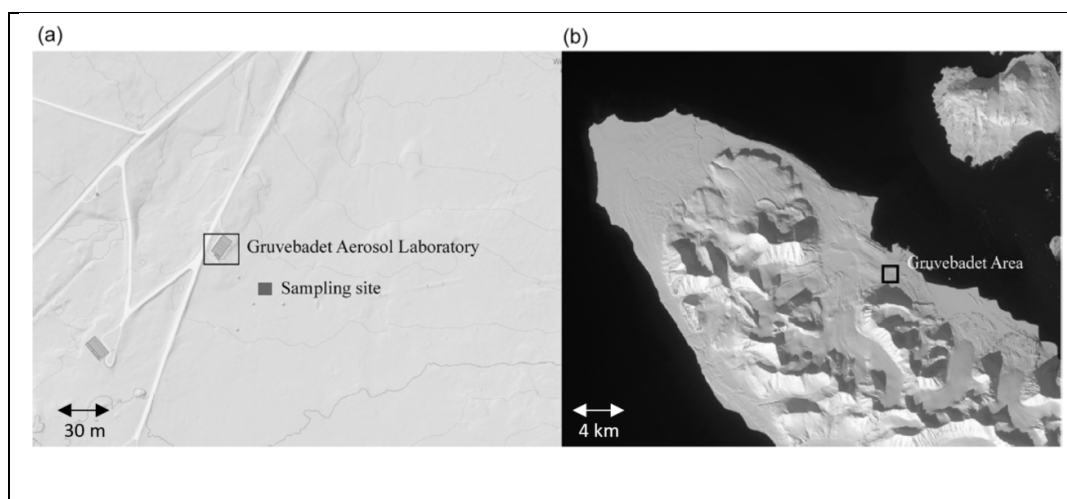 (a)
(b)
Gruvebadet Aerosol Laboratory
Sampling site
30 m
Gruvebadet Area
4 km